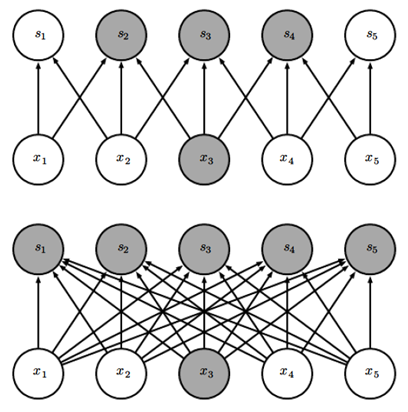 s₁ s₂ s₃ s₄ s₅
x₁ x₂ x₃ x₄ x₅
s₁ s₂ s₃ s₄ s₅
x₁ x₂ x₃ x₄ x₅